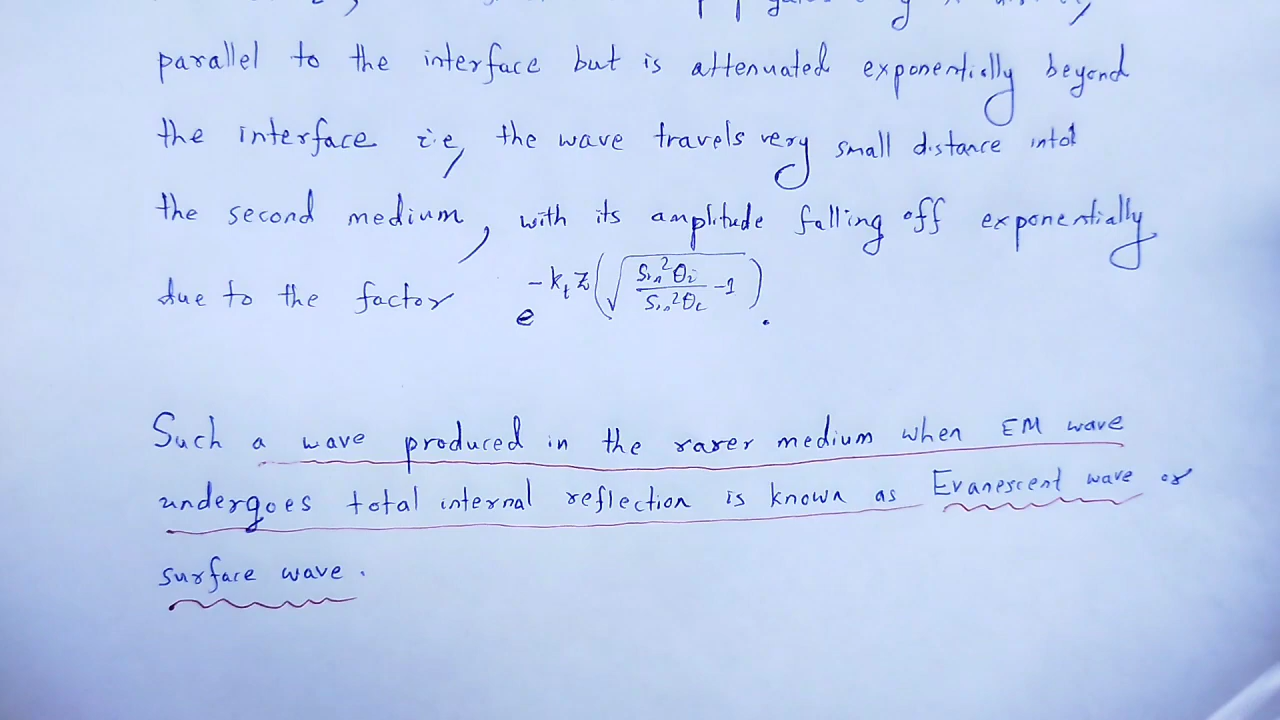 parallel to the interface but is attenuated exponentially beyond
the interface i.e, the wave travels very small distance into
the second medium, with its amplitude falling off exponentially
due to the factor e^{-k_t z(√(Sin²θi/Sin²θc -1))}.
Such a wave produced in the rarer medium when EM wave
undergoes total internal reflection is known as Evanescent wave or
surface wave.